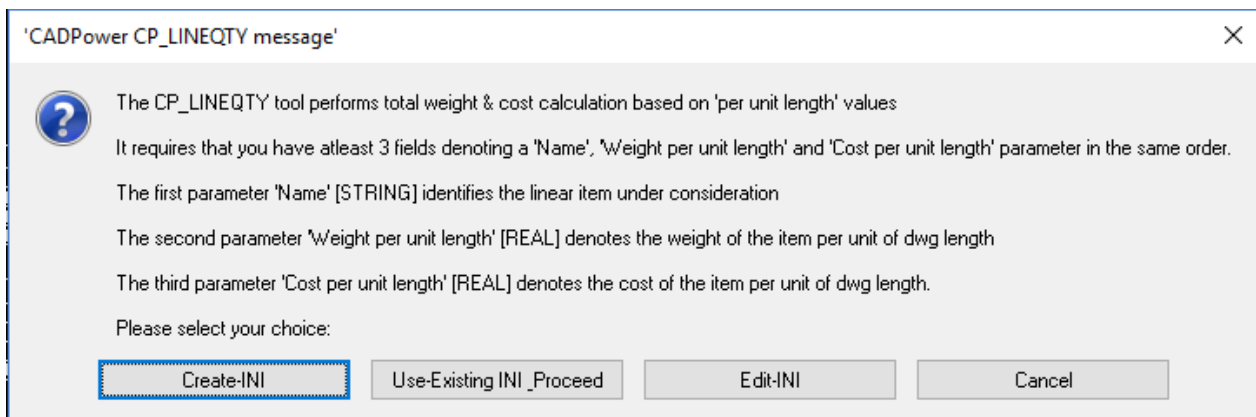 'CADPower CP_LINEQTY message'
The CP_LINEQTY tool performs total weight & cost calculation based on 'per unit length' values
It requires that you have atleast 3 fields denoting a 'Name', 'Weight per unit length' and 'Cost per unit length' parameter in the same order.
The first parameter 'Name' [STRING] identifies the linear item under consideration
The second parameter 'Weight per unit length' [REAL] denotes the weight of the item per unit of dwg length
The third parameter 'Cost per unit length' [REAL] denotes the cost of the item per unit of dwg length.
Please select your choice:
Create-INI Use-Existing INI _Proceed Edit-INI Cancel